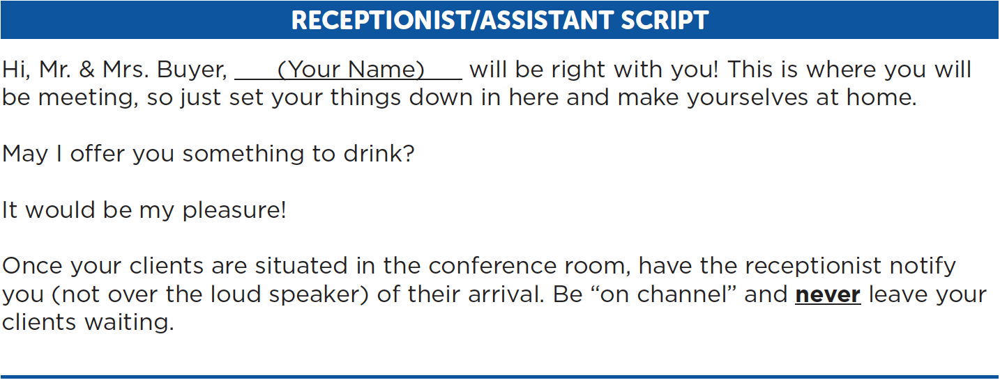 RECEPTIONIST/ASSISTANT SCRIPT
Hi, Mr. & Mrs. Buyer, ___(Your Name)___ will be right with you! This is where you will
be meeting, so just set your things down in here and make yourselves at home.
May I offer you something to drink?
It would be my pleasure!
Once your clients are situated in the conference room, have the receptionist notify
you (not over the loud speaker) of their arrival. Be “on channel” and never leave your
clients waiting.